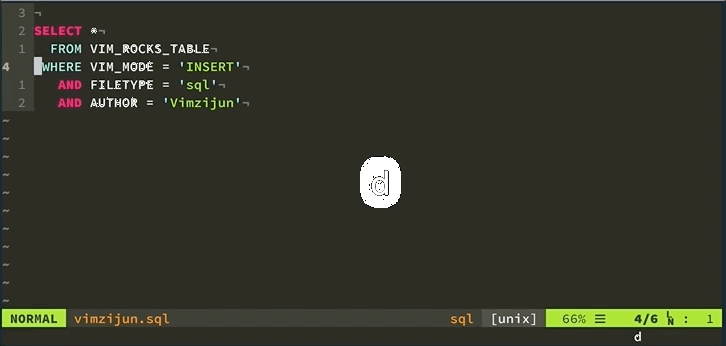 3 ¬
2 SELECT *¬
1 FROM VIM_ROCKS_TABLE¬
4 WHERE VIM_MODE = 'INSERT'¬
1 AND FILETYPE = 'sql'¬
2 AND AUTHOR = 'Vimzijun'¬
~
~
~
d
~
~
~
~
~
~
~
~
NORMAL vimzijun.sql sql [unix] 66% ☰ 4/6 LN : 1
d